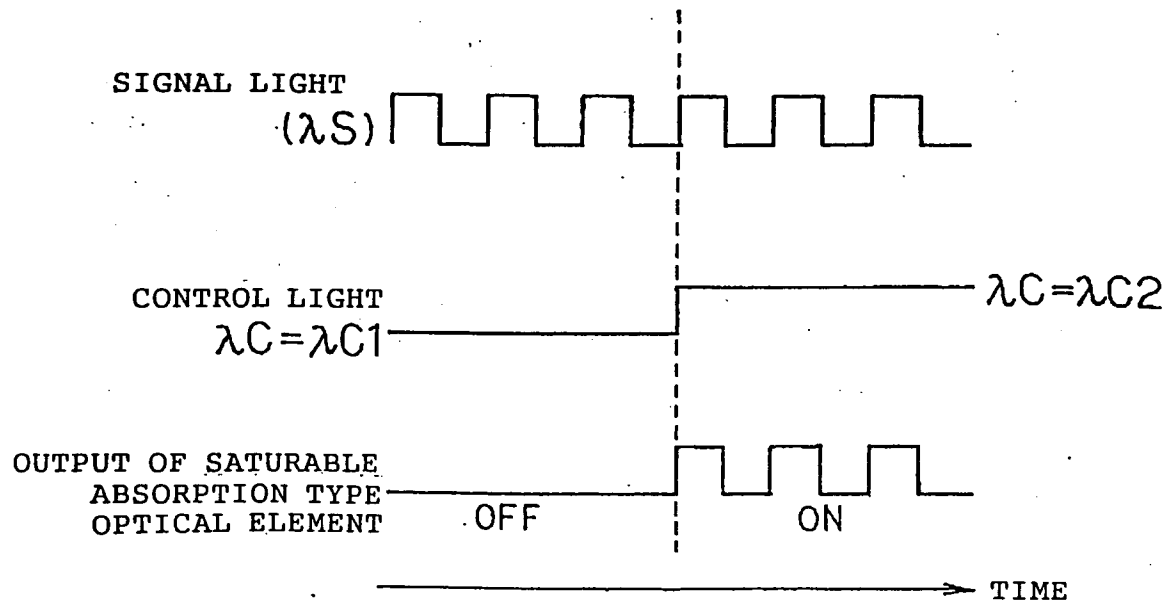 SIGNAL LIGHT
(λS)
CONTROL LIGHT
λC=λC1
λC=λC2
OUTPUT OF SATURABLE
ABSORPTION TYPE
OPTICAL ELEMENT
OFF
ON
TIME